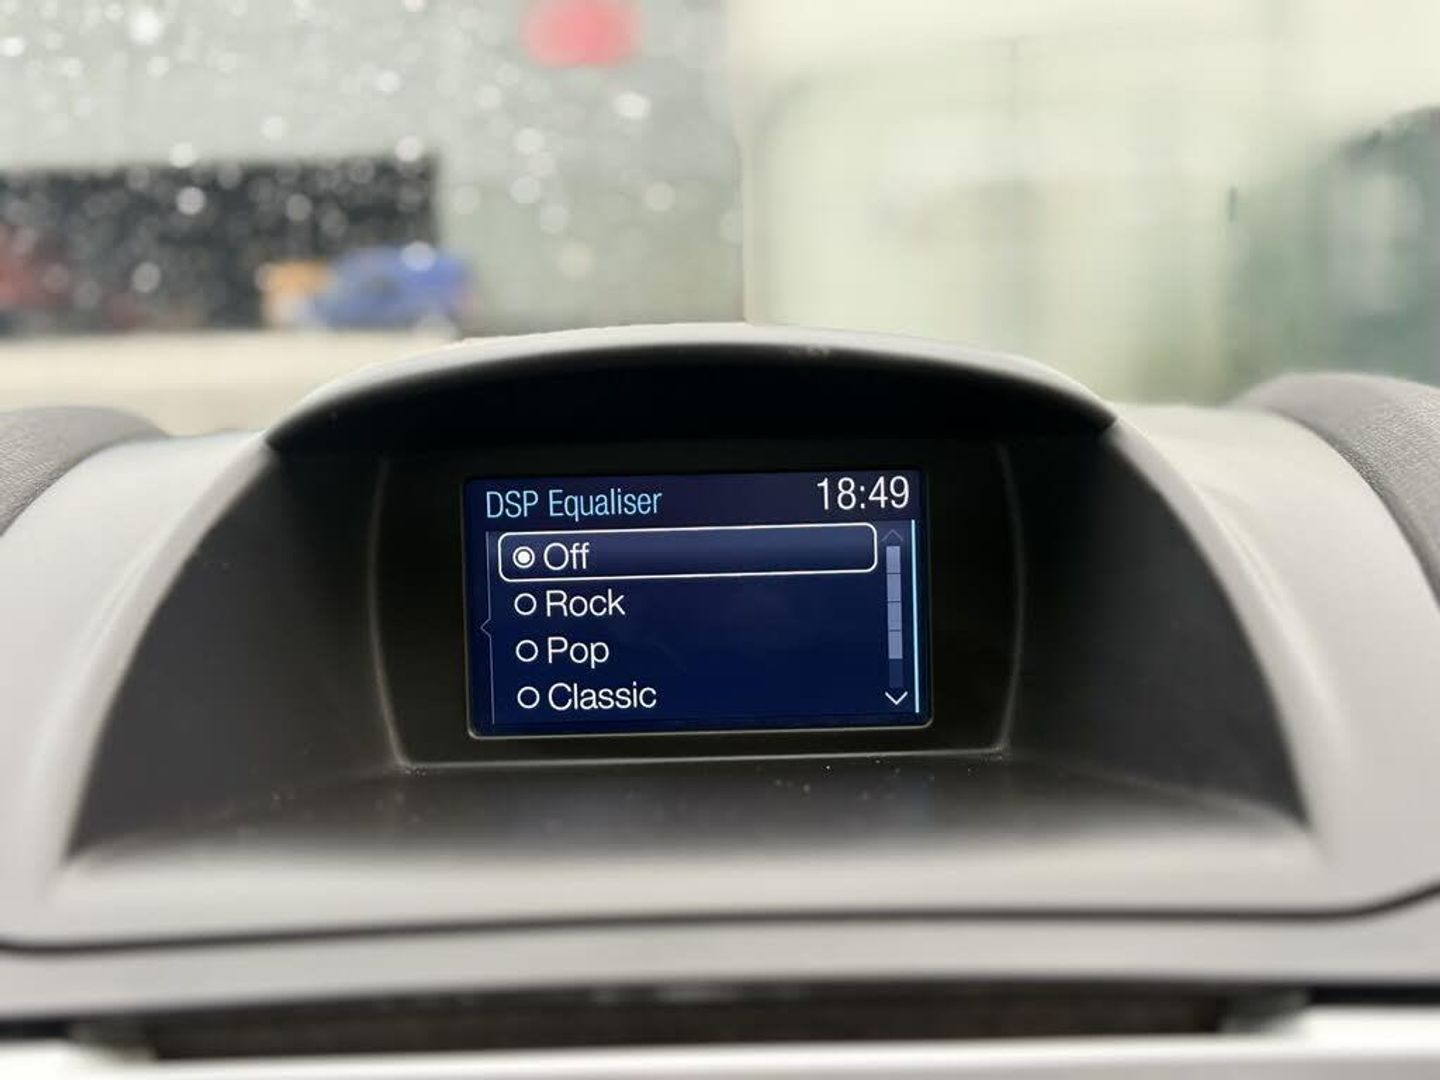 DSP Equaliser 18:49
Off
Rock
Pop
Classic